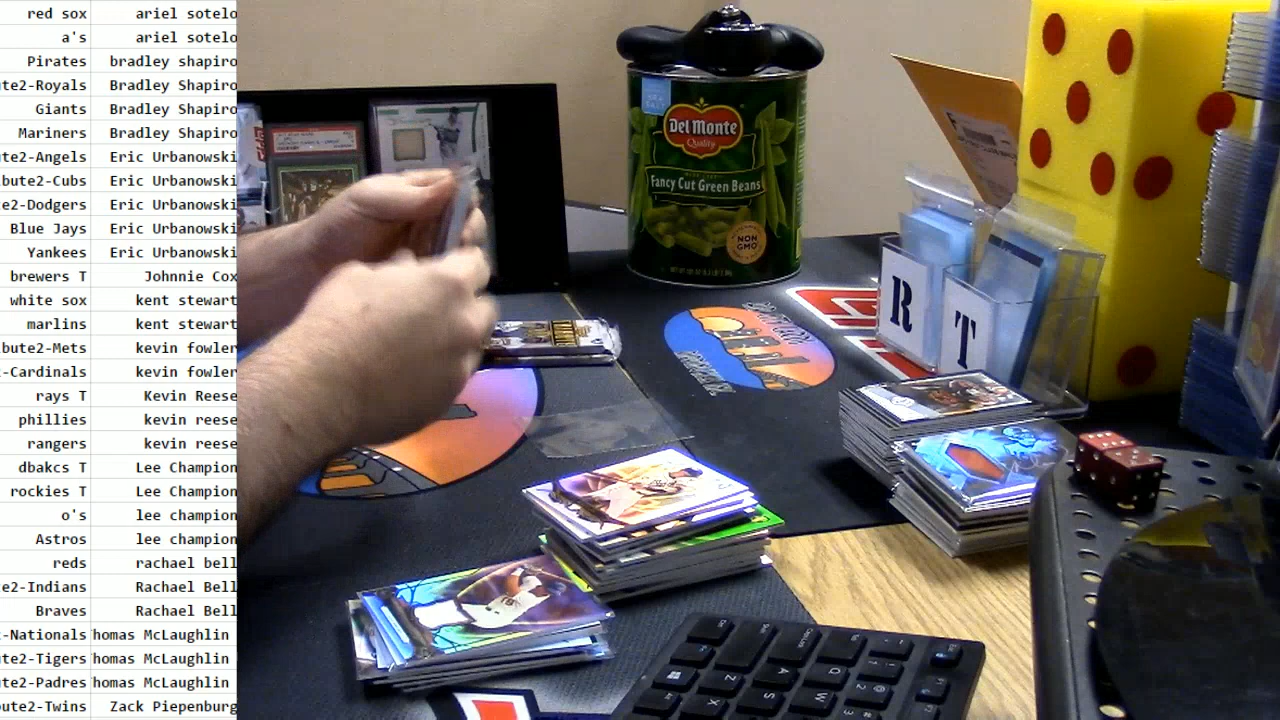 red sox ariel sotelo
a's ariel sotelo
Pirates bradley shapiro
ute2-Royals Bradley Shapiro
Giants Bradley Shapiro
Mariners Bradley Shapiro
ute2-Angels Eric Urbanowski
bute2-Cubs Eric Urbanowski
te2-Dodgers Eric Urbanowski
Blue Jays Eric Urbanowski
Yankees Eric Urbanowski
brewers T Johnnie Cox
white sox kent stewart
marlins kent stewart
bute2-Mets kevin fowler
-Cardinals kevin fowler
rays T Kevin Reese
phillies kevin reese
rangers kevin reese
dbakcs T Lee Champion
rockies T Lee Champion
o's lee champion
Astros lee champion
reds rachael bell
e2-Indians Rachael Bell
Braves Rachael Bell
-Nationals homas McLaughlin
ute2-Tigers homas McLaughlin
te2-Padres homas McLaughlin
bute2-Twins Zack Piepenburg
SEA SALT
Del Monte
Quality
Fancy Cut Green Beans
NON GMO
R
T
Z
X
A
S
Q
W